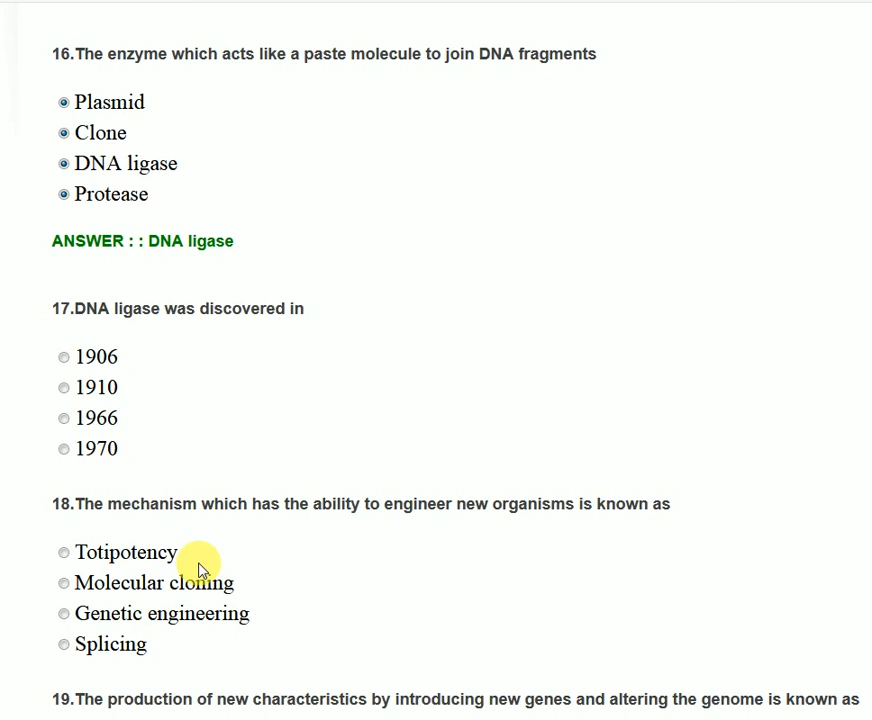 16.The enzyme which acts like a paste molecule to join DNA fragments
Plasmid
Clone
DNA ligase
Protease
ANSWER : : DNA ligase
17.DNA ligase was discovered in
1906
1910
1966
1970
18.The mechanism which has the ability to engineer new organisms is known as
Totipotency
Molecular cloning
Genetic engineering
Splicing
19.The production of new characteristics by introducing new genes and altering the genome is known as